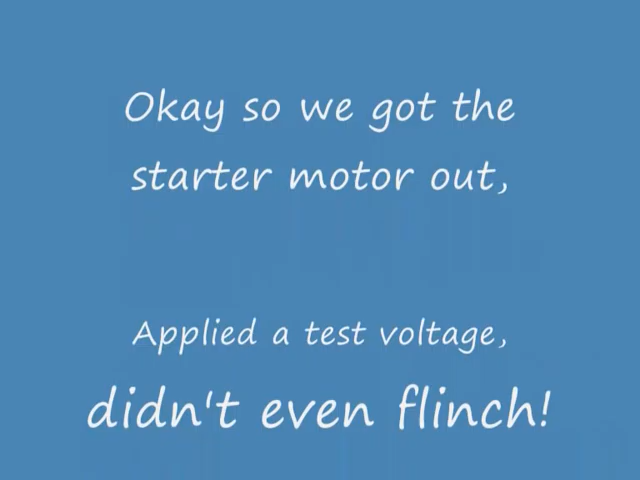 Okay so we got the
starter motor out,
Applied a test voltage,
didn't even flinch!